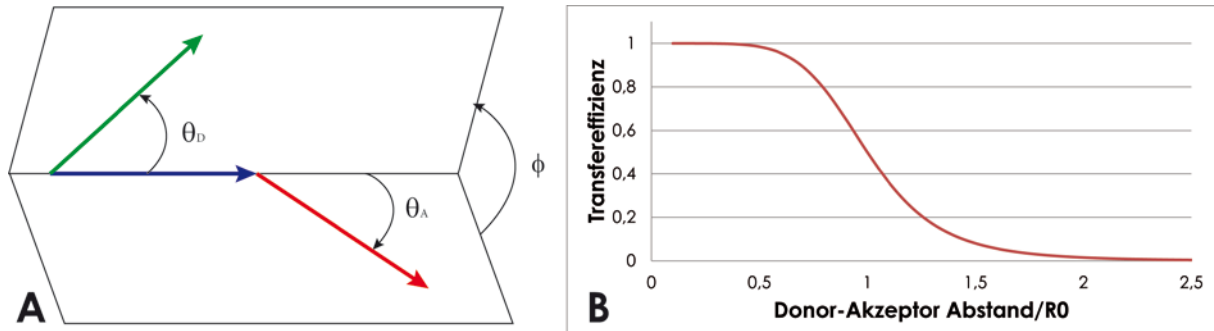 θD
θA
ϕ
A
Transfereffizienz
1
0,8
0,6
0,4
0,2
0
0
0,5
1
1,5
2
2,5
Donor-Akzeptor Abstand/R0
B